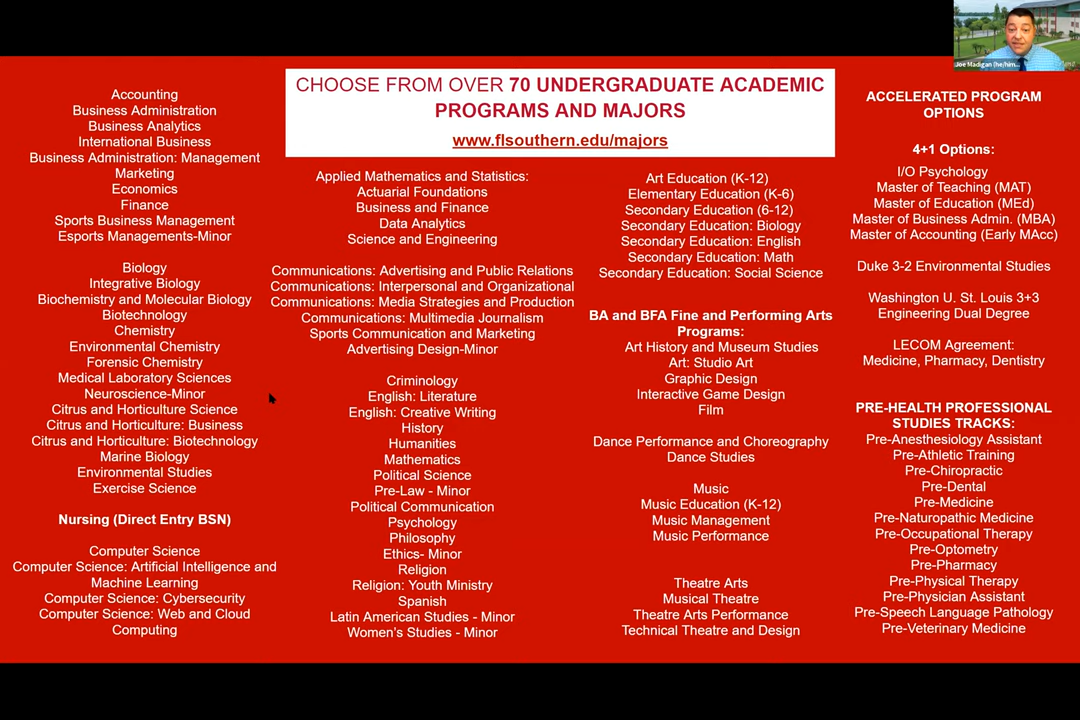 CHOOSE FROM OVER 70 UNDERGRADUATE ACADEMIC
PROGRAMS AND MAJORS
www.flsouthern.edu/majors
Accounting
Business Administration
Business Analytics
International Business
Business Administration: Management
Marketing
Economics
Finance
Sports Business Management
Esports Managements-Minor
Biology
Integrative Biology
Biochemistry and Molecular Biology
Biotechnology
Chemistry
Environmental Chemistry
Forensic Chemistry
Medical Laboratory Sciences
Neuroscience-Minor
Citrus and Horticulture Science
Citrus and Horticulture: Business
Citrus and Horticulture: Biotechnology
Marine Biology
Environmental Studies
Exercise Science
Nursing (Direct Entry BSN)
Computer Science
Computer Science: Artificial Intelligence and
Machine Learning
Computer Science: Cybersecurity
Computer Science: Web and Cloud
Computing
Applied Mathematics and Statistics:
Actuarial Foundations
Business and Finance
Data Analytics
Science and Engineering
Communications: Advertising and Public Relations
Communications: Interpersonal and Organizational
Communications: Media Strategies and Production
Communications: Multimedia Journalism
Sports Communication and Marketing
Advertising Design-Minor
Criminology
English: Literature
English: Creative Writing
History
Humanities
Mathematics
Political Science
Pre-Law - Minor
Political Communication
Psychology
Philosophy
Ethics- Minor
Religion
Religion: Youth Ministry
Spanish
Latin American Studies - Minor
Women's Studies - Minor
Art Education (K-12)
Elementary Education (K-6)
Secondary Education (6-12)
Secondary Education: Biology
Secondary Education: English
Secondary Education: Math
Secondary Education: Social Science
BA and BFA Fine and Performing Arts
Programs:
Art History and Museum Studies
Art: Studio Art
Graphic Design
Interactive Game Design
Film
Dance Performance and Choreography
Dance Studies
Music
Music Education (K-12)
Music Management
Music Performance
Theatre Arts
Musical Theatre
Theatre Arts Performance
Technical Theatre and Design
Joe Madigan (he/him...
ACCELERATED PROGRAM
OPTIONS
4+1 Options:
I/O Psychology
Master of Teaching (MAT)
Master of Education (MEd)
Master of Business Admin. (MBA)
Master of Accounting (Early MAcc)
Duke 3-2 Environmental Studies
Washington U. St. Louis 3+3
Engineering Dual Degree
LECOM Agreement:
Medicine, Pharmacy, Dentistry
PRE-HEALTH PROFESSIONAL
STUDIES TRACKS:
Pre-Anesthesiology Assistant
Pre-Athletic Training
Pre-Chiropractic
Pre-Dental
Pre-Medicine
Pre-Naturopathic Medicine
Pre-Occupational Therapy
Pre-Optometry
Pre-Pharmacy
Pre-Physical Therapy
Pre-Physician Assistant
Pre-Speech Language Pathology
Pre-Veterinary Medicine